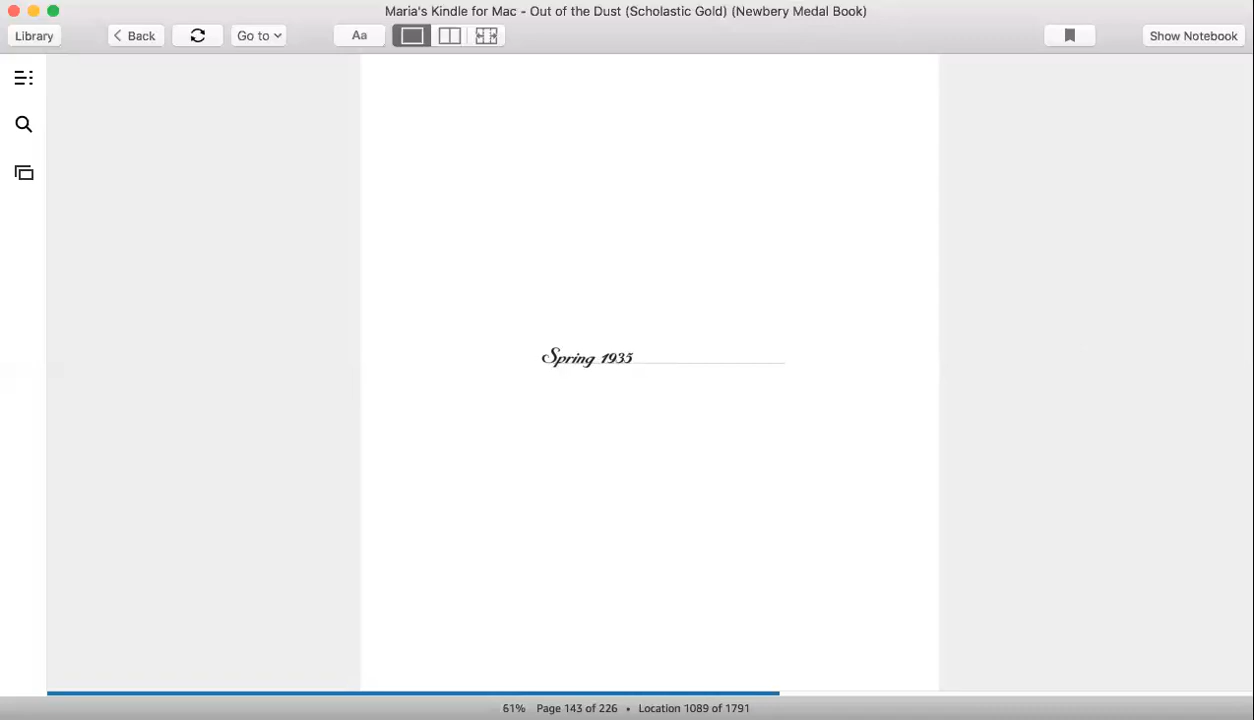 Maria's Kindle for Mac - Out of the Dust (Scholastic Gold) (Newbery Medal Book)
Library Back Go to Aa Show Notebook
Spring 1935
61% Page 143 of 226 • Location 1089 of 1791